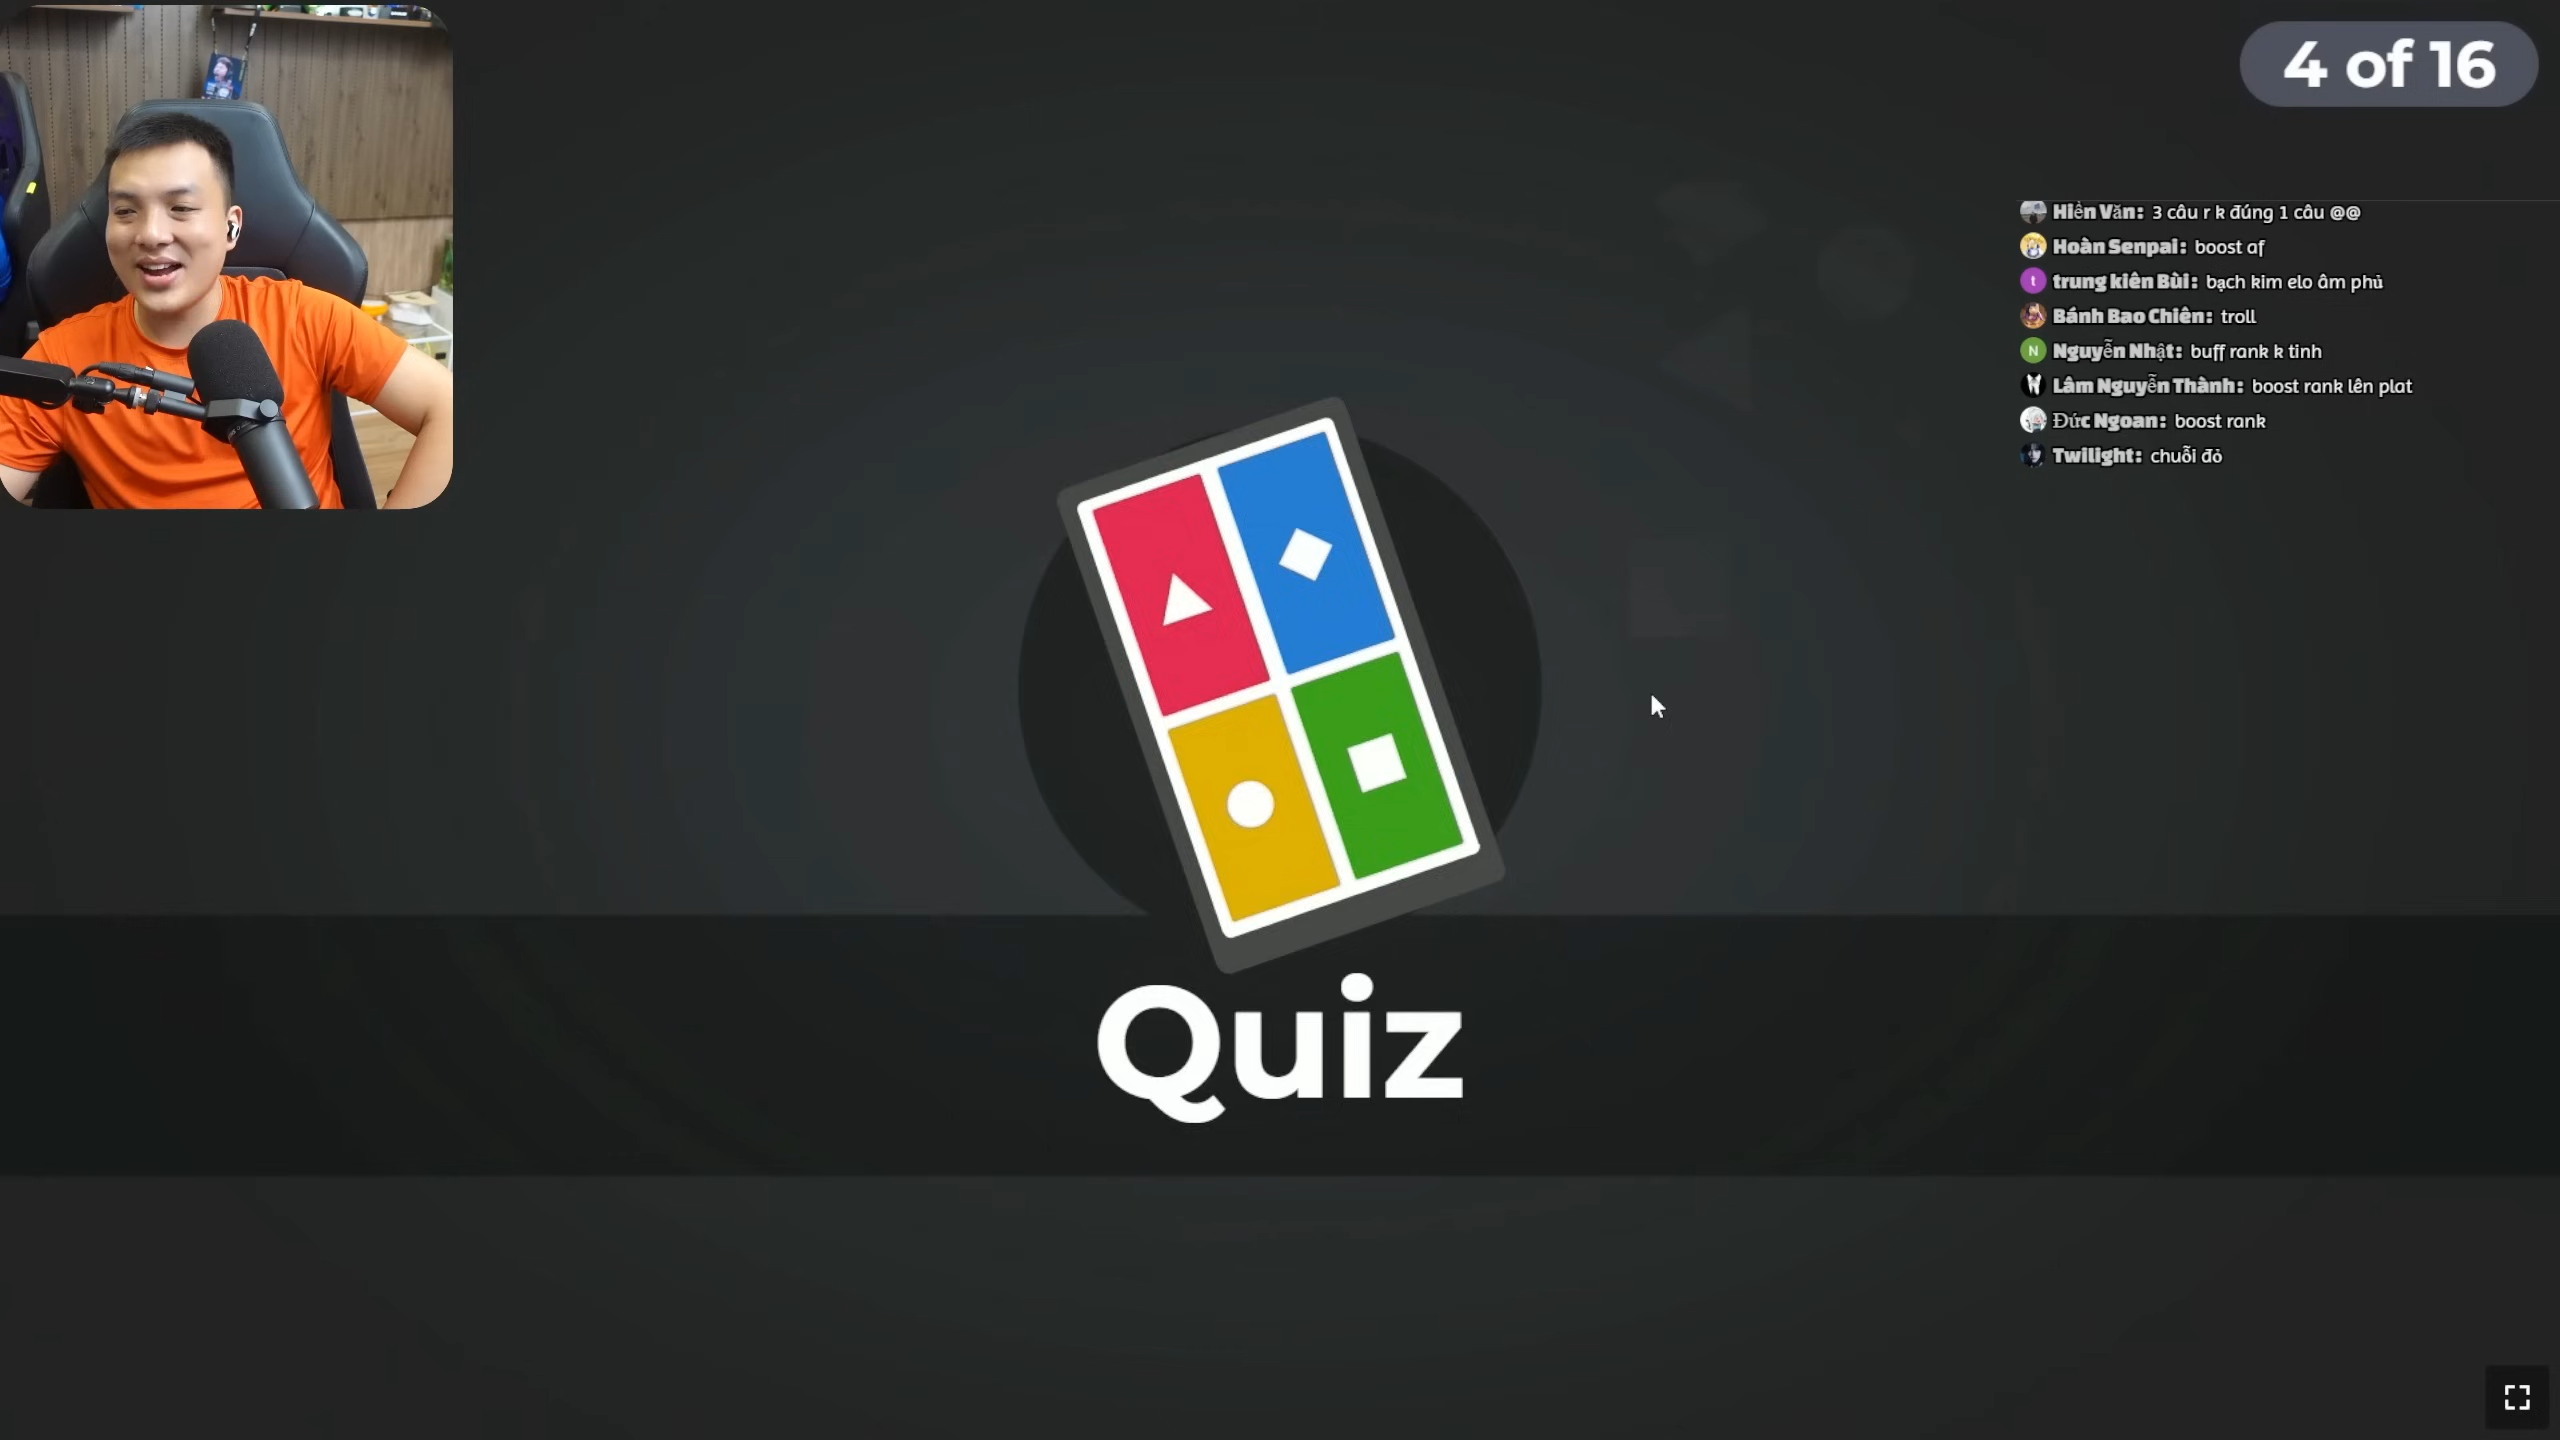 4 of 16
Hiền Văn: 3 câu r k đúng 1 câu @@
Hoàn Senpai: boost af
t trung kiên Bùi: bạch kim elo âm phủ
Bánh Bao Chiên: troll
N Nguyễn Nhật: buff rank k tinh
Lâm Nguyễn Thành: boost rank lên plat
Đức Ngoan: boost rank
Twilight: chuỗi đỏ
Quiz